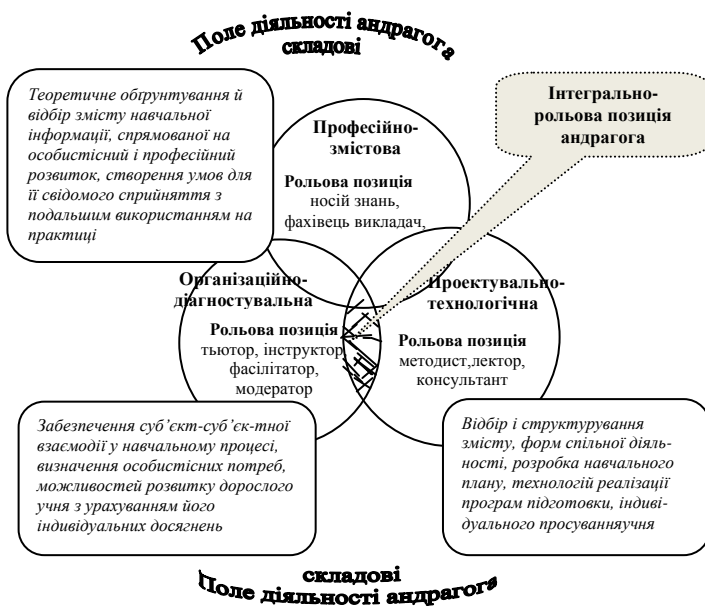 Поле діяльності андрагога
складові
Теоретичне обґрунтування й
відбір змісту навчальної
інформації, спрямованої на
особистісний і професійний
розвиток, створення умов для
її свідомого сприйняття з
подальшим використанням на
практиці
Професійно-
змістова
Рольова позиція
носій знань,
фахівець викладач,
Інтегрально-
рольова позиція
андрагога
Організаційно-
діагностувальна
Рольова позиція
тьютор, інструктор,
фасілітатор,
модератор
Проектувально-
технологічна
Рольова позиція
методист,лектор,
консультант
Забезпечення суб’єкт-суб’єк-тної
взаємодії у навчальному процесі,
визначення особистісних потреб,
можливостей розвитку дорослого
учня з урахуванням його
індивідуальних досягнень
Відбір і структурування
змісту, форм спільної діяль-
ності, розробка навчального
плану, технологій реалізації
програм підготовки, індиві-
дуального просуванняучня
складові
Поле діяльності андрагога